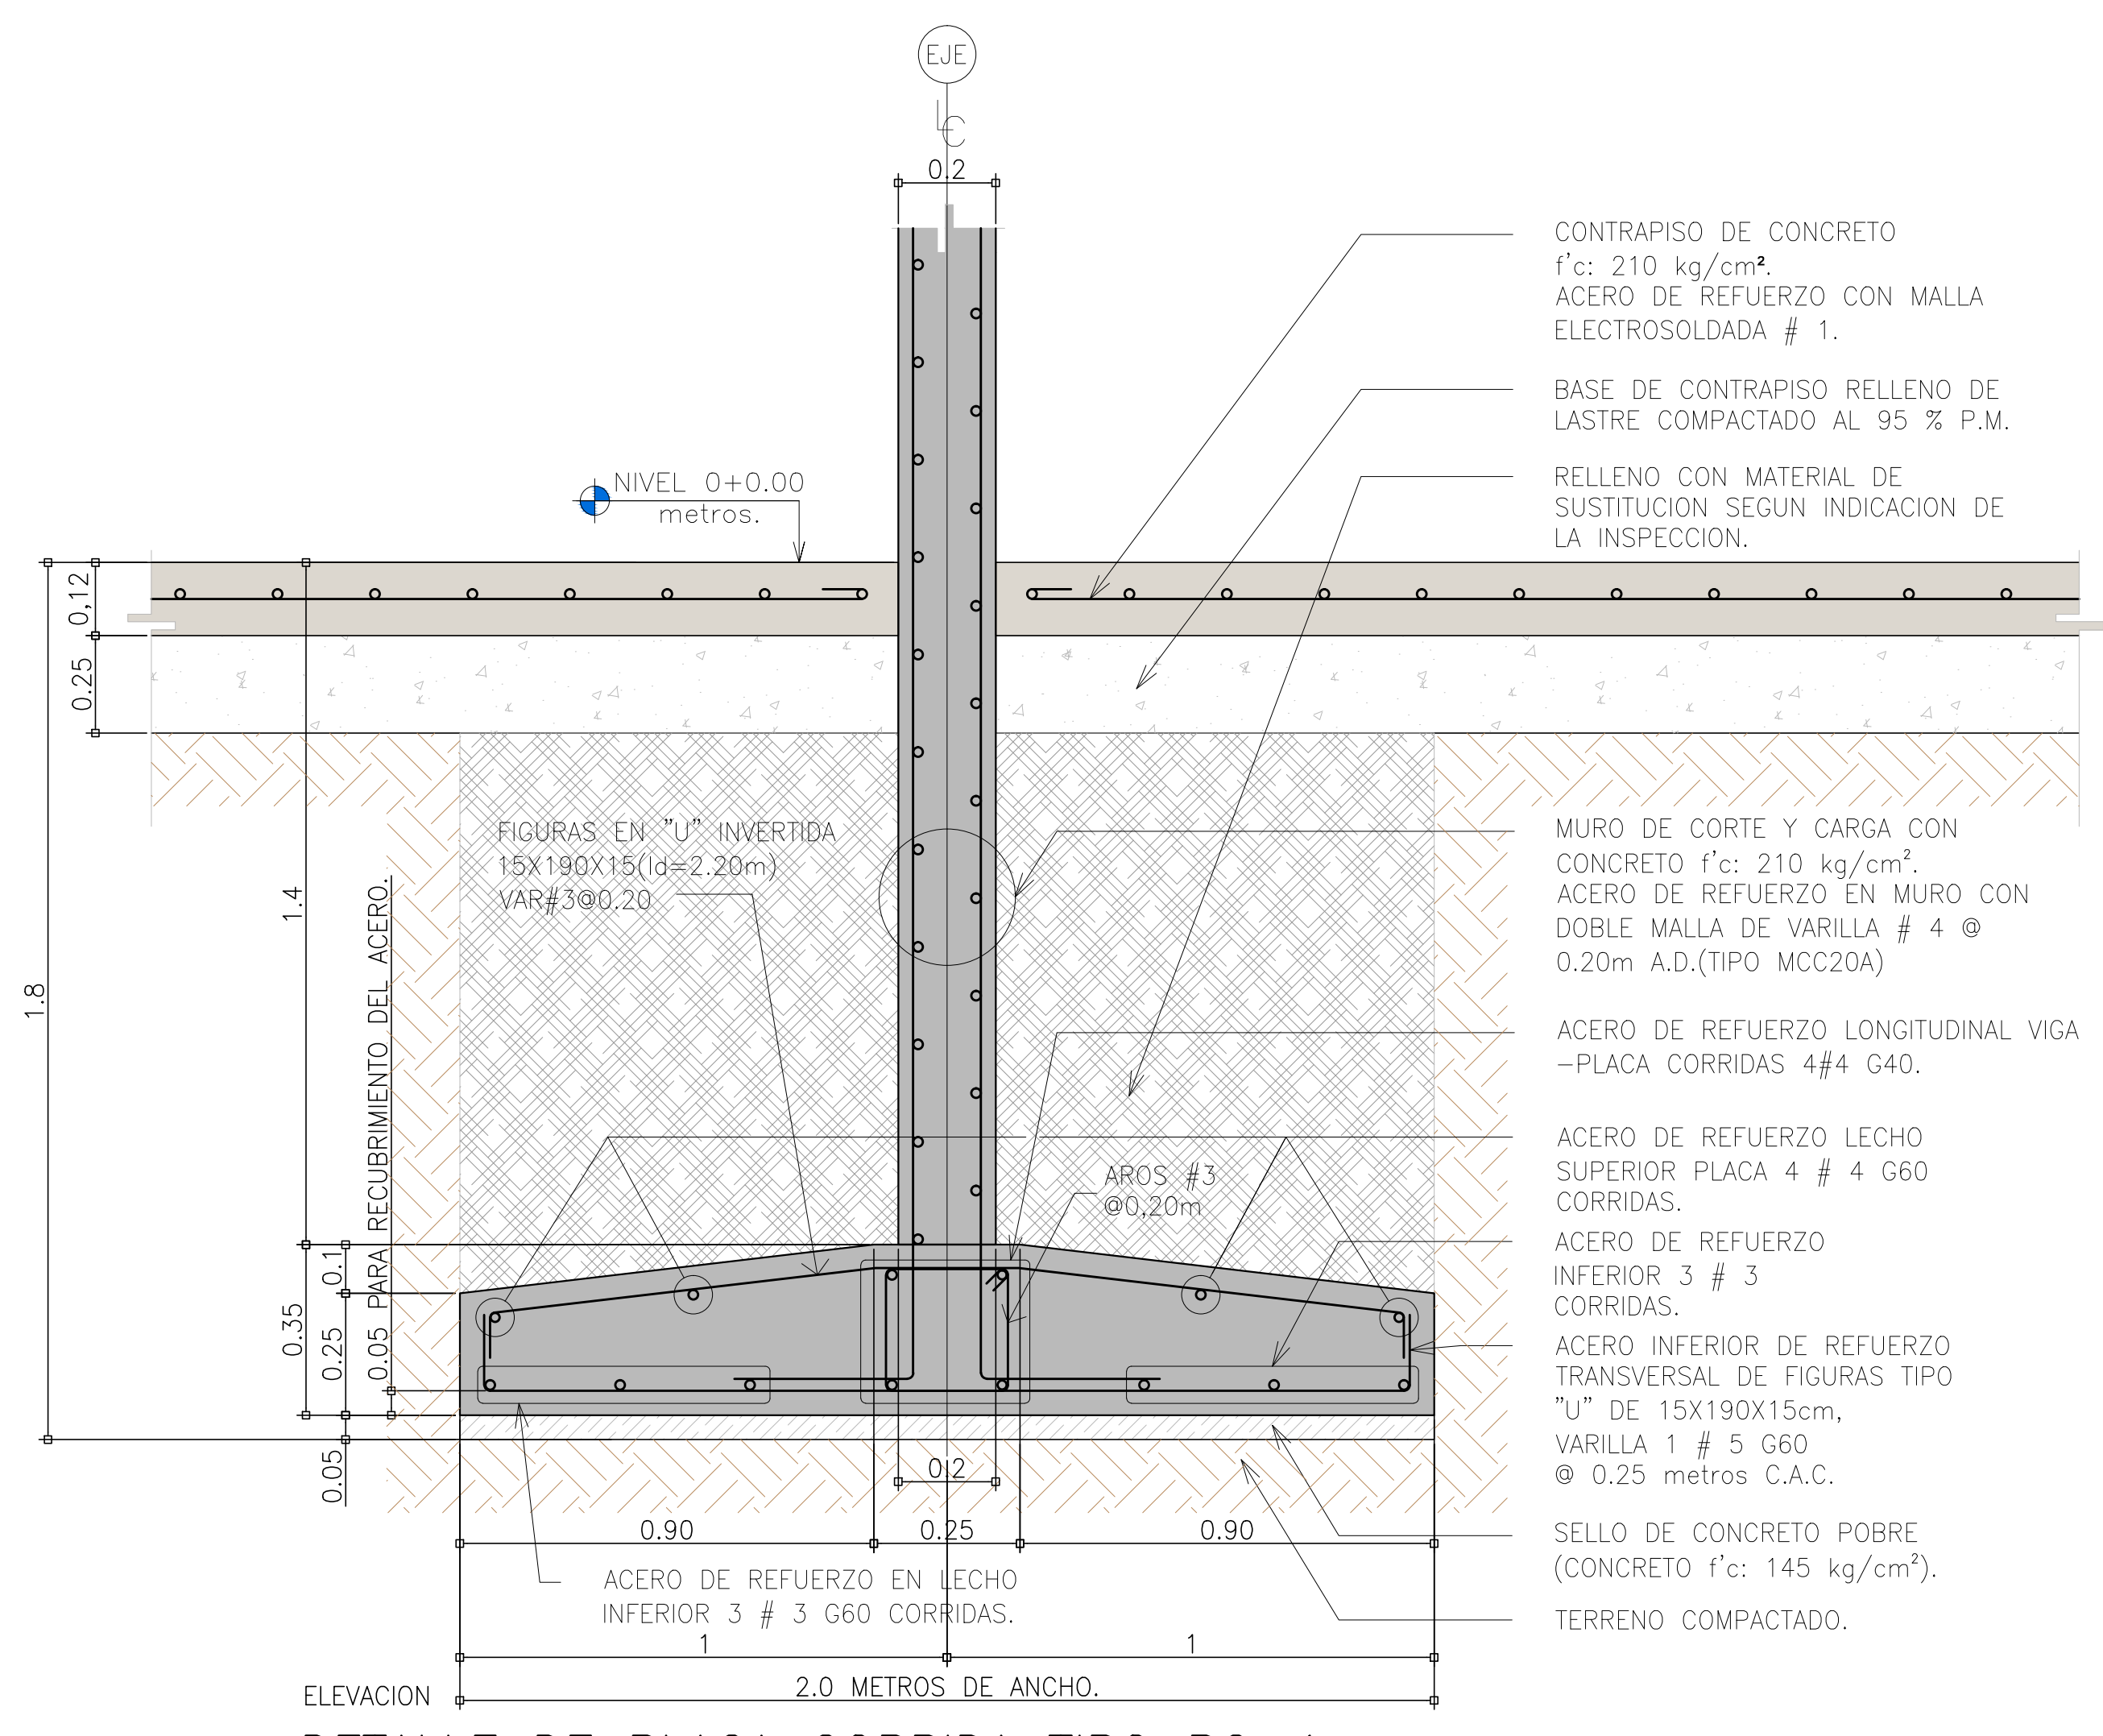 EJE
0.2
CONTRAPISO DE CONCRETO
f'c: 210 kg/cm².
ACERO DE REFUERZO CON MALLA
ELECTROSOLDADA # 1.
BASE DE CONTRAPISO RELLENO DE
LASTRE COMPACTADO AL 95 % P.M.
RELLENO CON MATERIAL DE
SUSTITUCION SEGUN INDICACION DE
LA INSPECCION.
NIVEL 0+0.00
metros.
0,12
0.25
1.4
1.8
0.05 PARA RECUBRIMIENTO DEL ACERO.
FIGURAS EN "U" INVERTIDA
15X190X15(ld=2.20m)
VAR#3@0.20
MURO DE CORTE Y CARGA CON
CONCRETO f'c: 210 kg/cm².
ACERO DE REFUERZO EN MURO CON
DOBLE MALLA DE VARILLA # 4 @
0.20m A.D.(TIPO MCC20A)
ACERO DE REFUERZO LONGITUDINAL VIGA
-PLACA CORRIDAS 4#4 G40.
ACERO DE REFUERZO LECHO
SUPERIOR PLACA 4 # 4 G60
CORRIDAS.
AROS #3
@0,20m
ACERO DE REFUERZO
INFERIOR 3 # 3
CORRIDAS.
ACERO INFERIOR DE REFUERZO
TRANSVERSAL DE FIGURAS TIPO
"U" DE 15X190X15cm,
VARILLA 1 # 5 G60
@ 0.25 metros C.A.C.
0.1
0.35
0.25
0.05
0.2
0.90
0.25
0.90
SELLO DE CONCRETO POBRE
(CONCRETO f'c: 145 kg/cm²).
ACERO DE REFUERZO EN LECHO
INFERIOR 3 # 3 G60 CORRIDAS.
TERRENO COMPACTADO.
1
1
2.0 METROS DE ANCHO.
ELEVACION